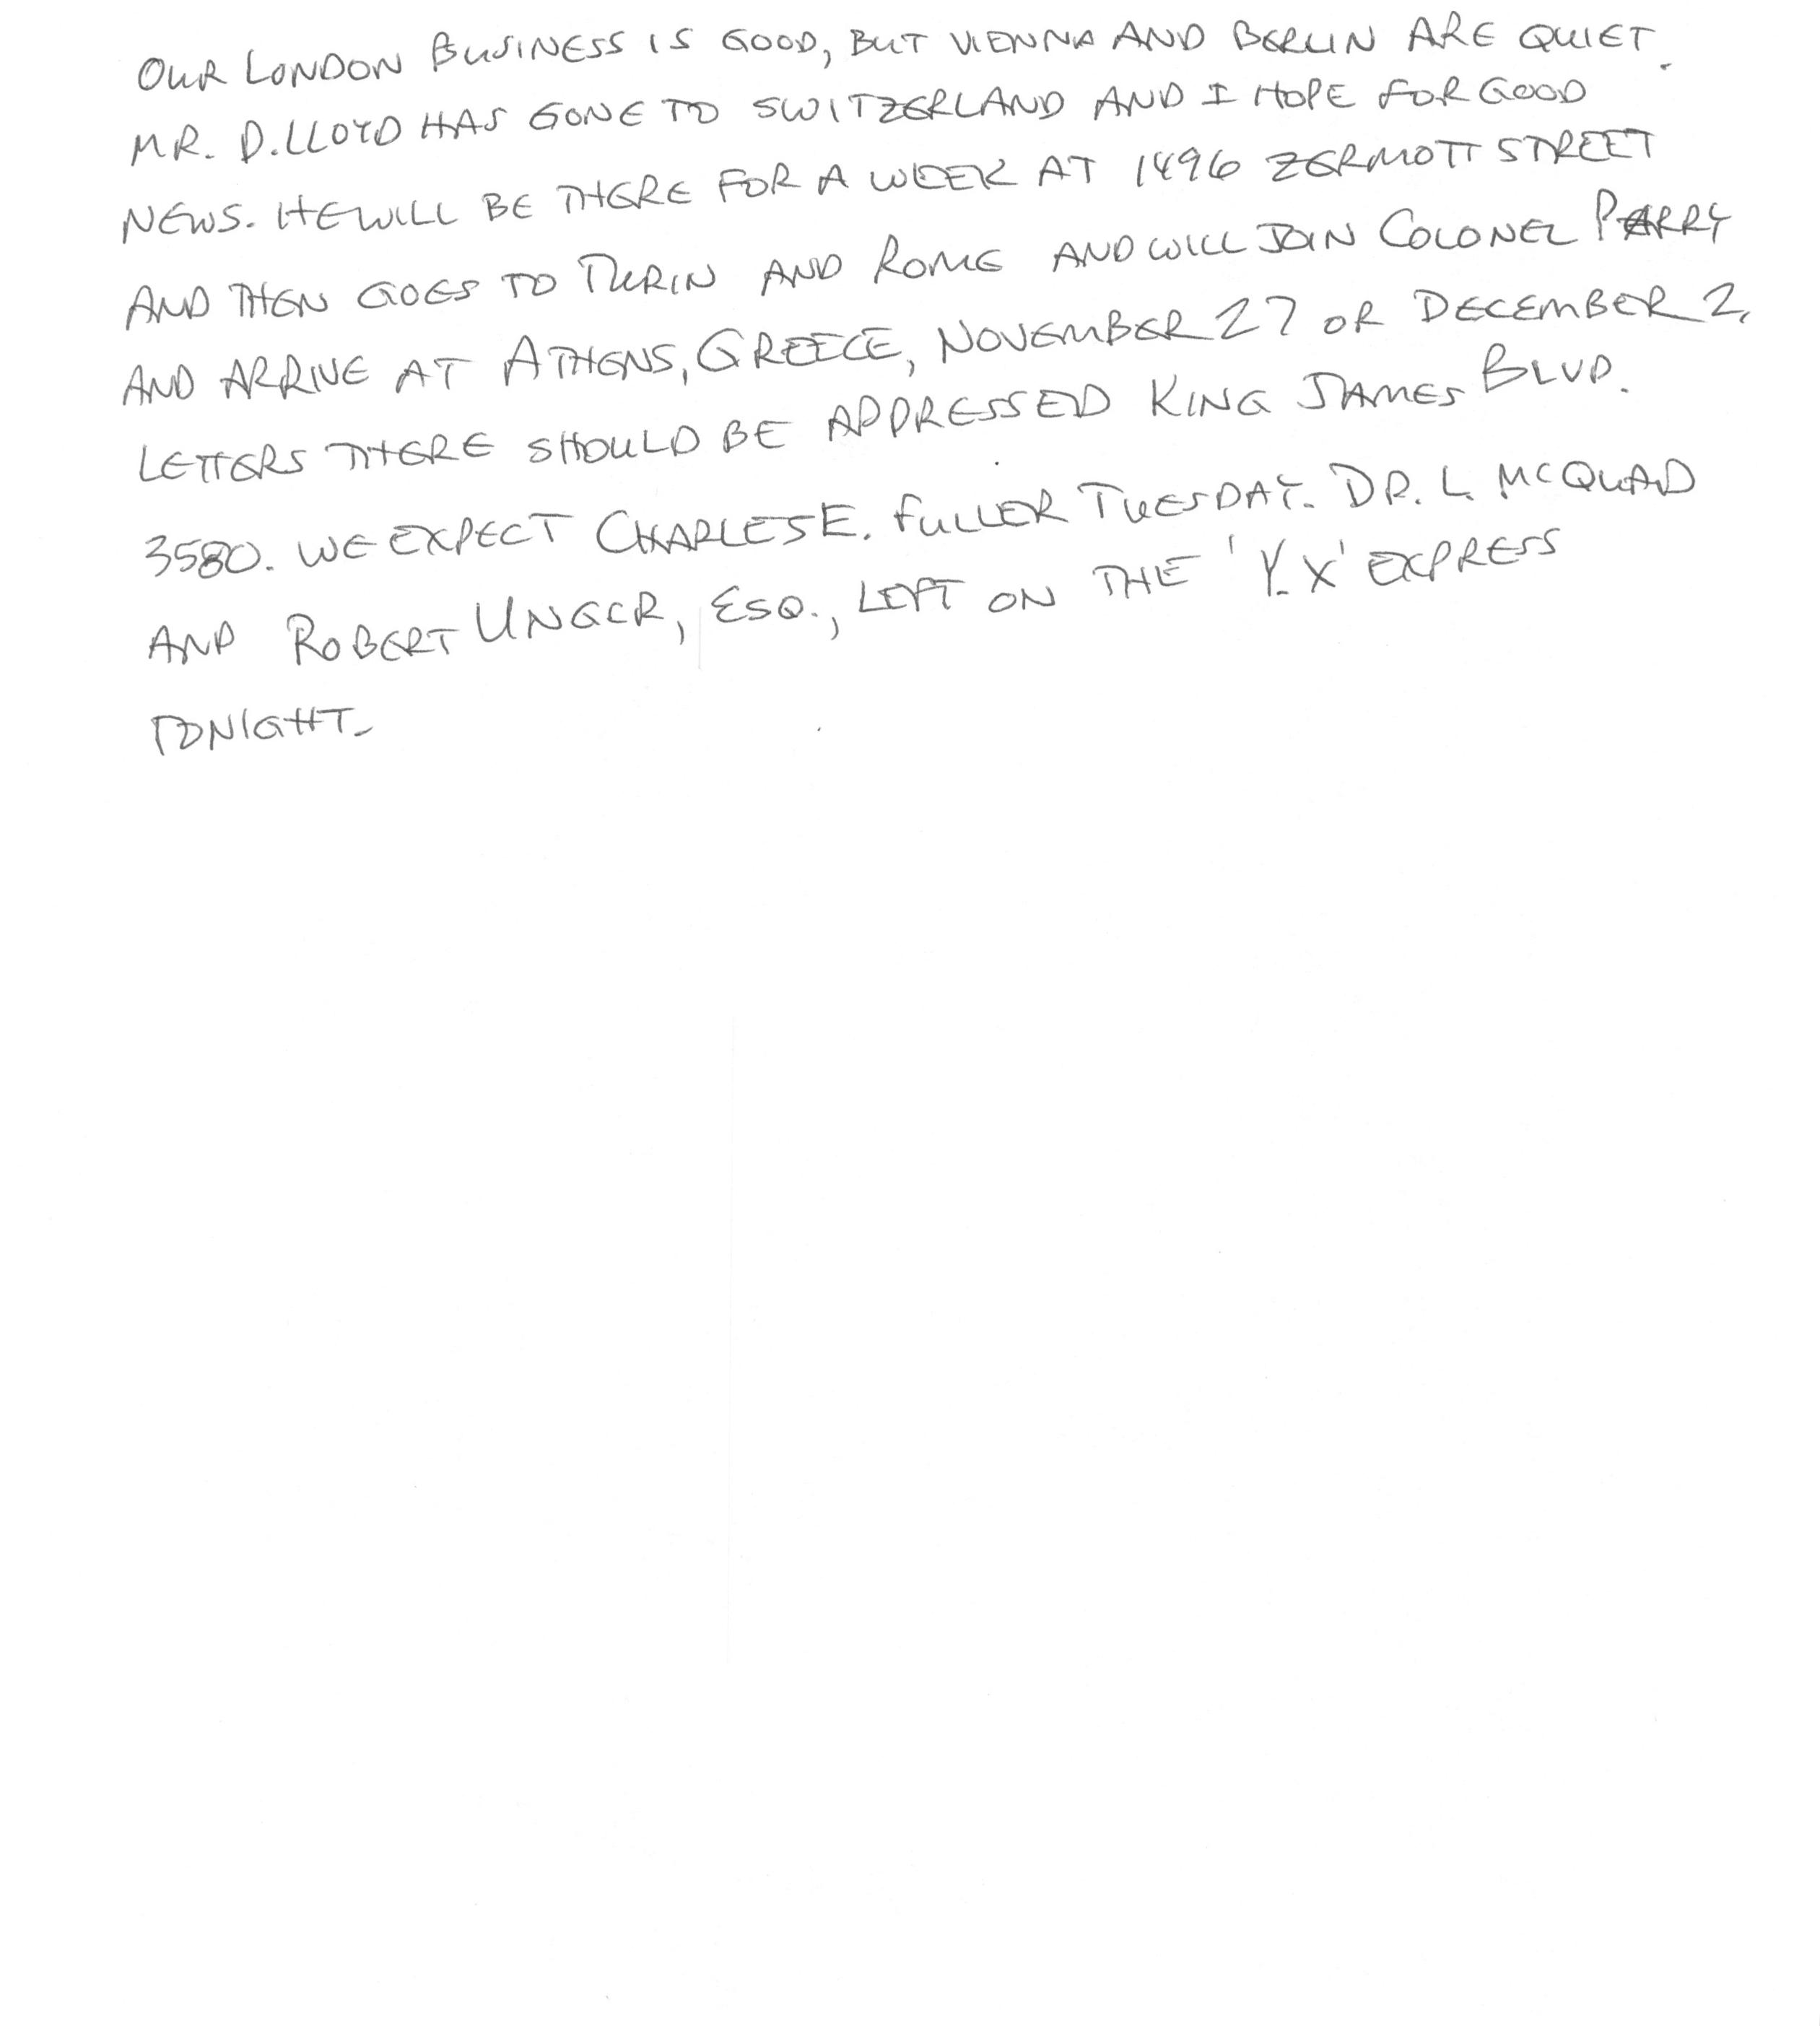 OUR LONDON BUSINESS IS GOOD, BUT VIENNA AND BERLIN ARE QUIET.
MR. D. LLOYD HAS GONE TO SWITZERLAND AND I HOPE FOR GOOD
NEWS. HE WILL BE THERE FOR A WEEK AT 1496 ZERMOTT STREET
AND THEN GOES TO TURIN AND ROME AND WILL JOIN COLONEL PARRY
AND ARRIVE AT ATHENS, GREECE, NOVEMBER 27 OR DECEMBER 2.
LETTERS THERE SHOULD BE ADDRESSED KING JAMES BLVD.
3580. WE EXPECT CHARLES E. FULLER TUESDAY. DR. L. MCQUAD
AND ROBERT UNGER, ESQ., LEFT ON THE 'Y.X' EXPRESS
TONIGHT.